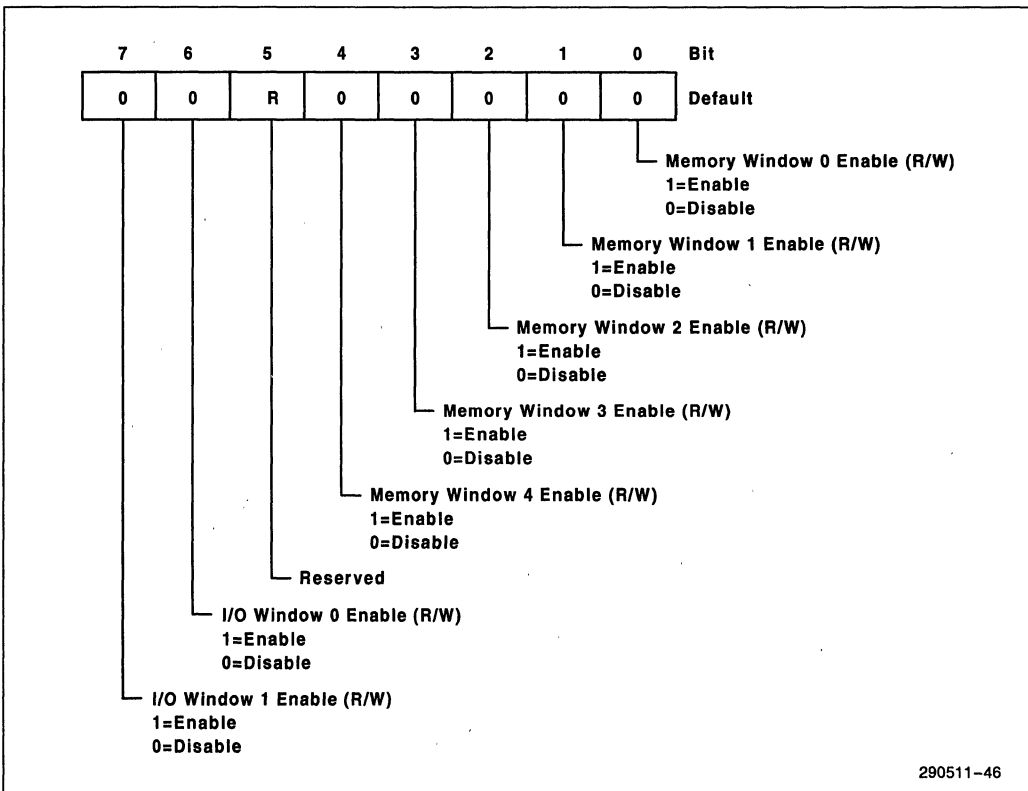 7 6 5 4 3 2 1 0 Bit
0 0 R 0 0 0 0 0 Default
Memory Window 0 Enable (R/W)
1=Enable
0=Disable
Memory Window 1 Enable (R/W)
1=Enable
0=Disable
Memory Window 2 Enable (R/W)
1=Enable
0=Disable
Memory Window 3 Enable (R/W)
1=Enable
0=Disable
Memory Window 4 Enable (R/W)
1=Enable
0=Disable
Reserved
I/O Window 0 Enable (R/W)
1=Enable
0=Disable
I/O Window 1 Enable (R/W)
1=Enable
0=Disable
290511-46